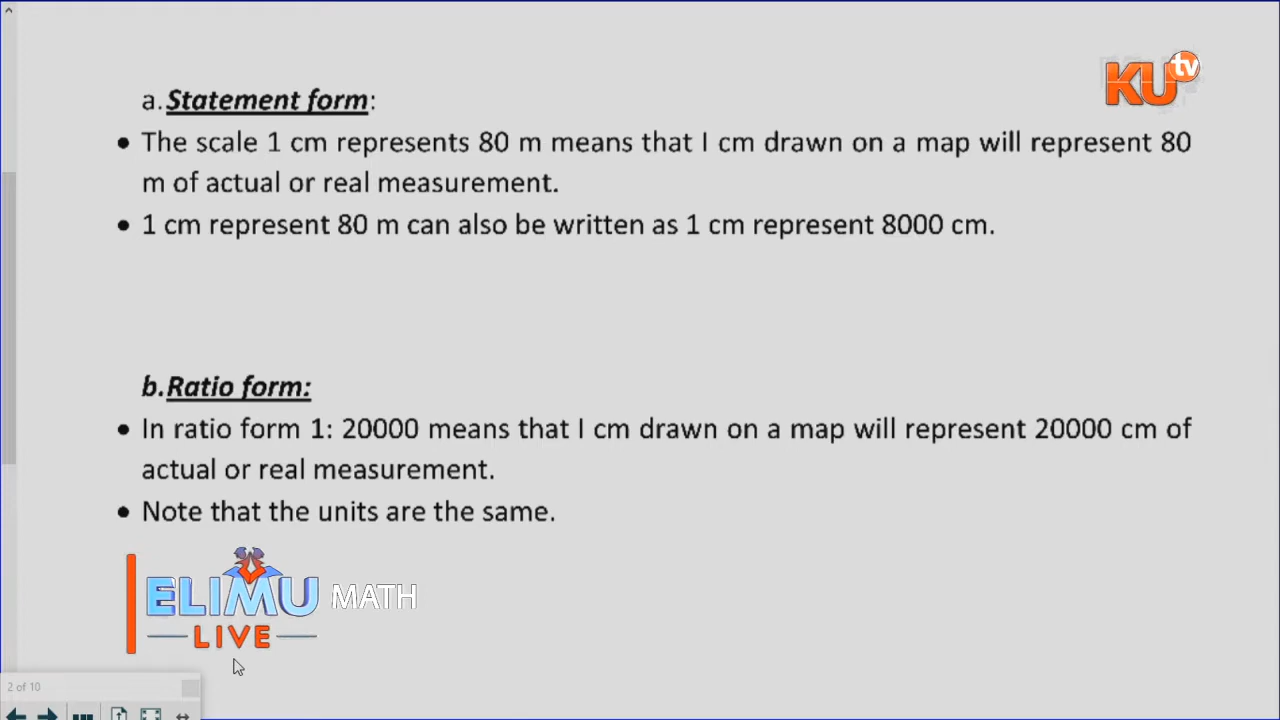 KU tv
a. Statement form:
• The scale 1 cm represents 80 m means that I cm drawn on a map will represent 80
m of actual or real measurement.
• 1 cm represent 80 m can also be written as 1 cm represent 8000 cm.
b. Ratio form:
• In ratio form 1: 20000 means that I cm drawn on a map will represent 20000 cm of
actual or real measurement.
• Note that the units are the same.
ELIMU MATH
LIVE
2 of 10